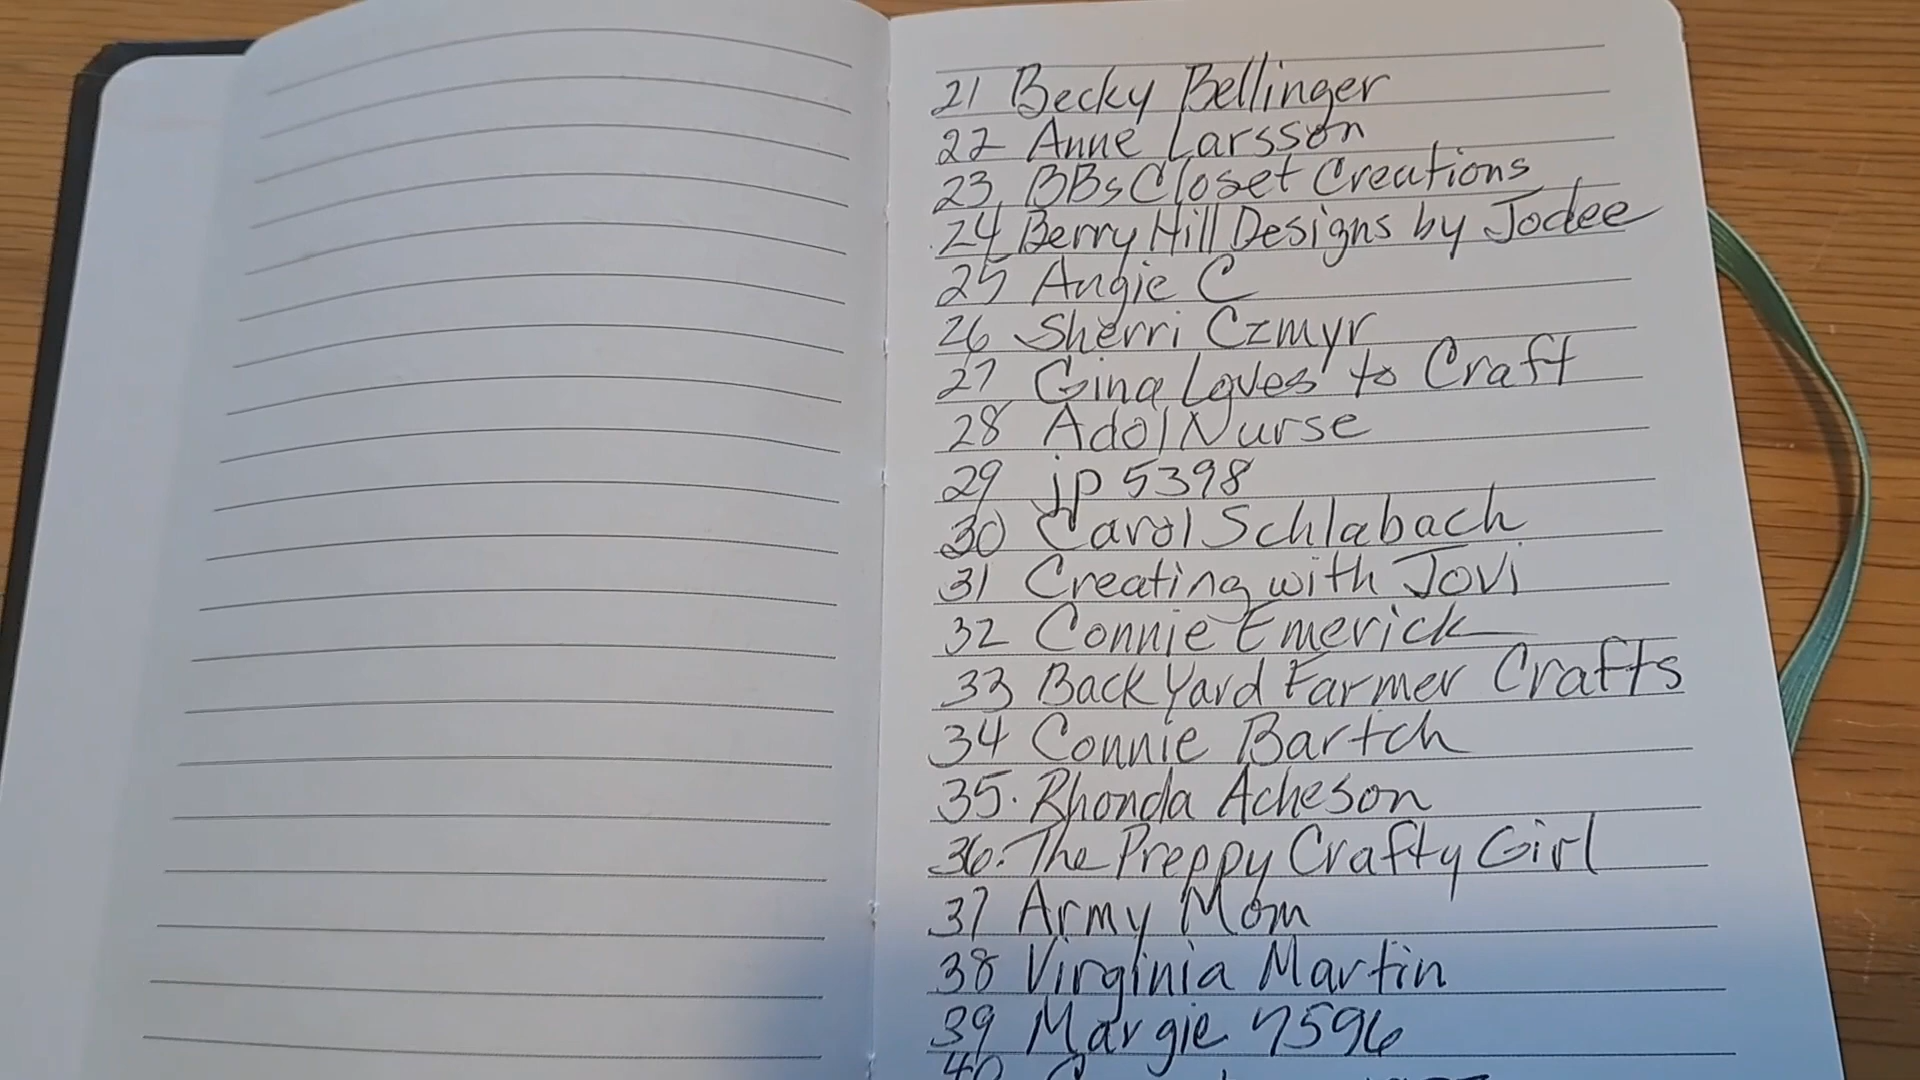 21 Becky Bellinger
22 Anne Larsson
23 BBs Closet Creations
24 Berry Hill Designs by Jodee
25 Angie C
26 Sherri Czmyr
27 Gina Loves to Craft
28 Adol Nurse
29 jp 5398
30 Carol Schlabach
31 Creating with Jovi
32 Connie Emerick
33 Back Yard Farmer Crafts
34 Connie Bartch
35. Rhonda Acheson
36. The Preppy Crafty Girl
37 Army Mom
38 Virginia Martin
39 Margie 7596
40